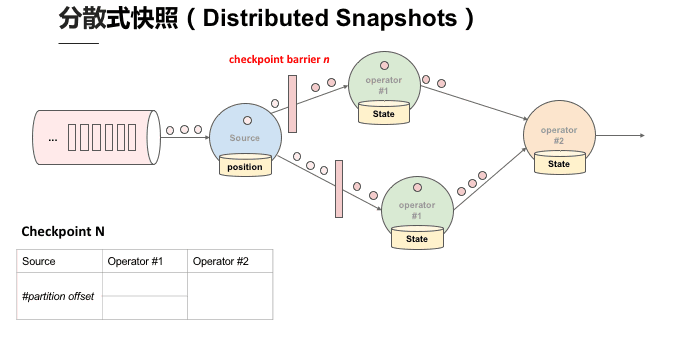 分散式快照（Distributed Snapshots）
checkpoint barrier n
operator
#1
State
...
Source
position
operator
#2
State
operator
#1
State
Checkpoint N
Source Operator #1 Operator #2
#partition offset